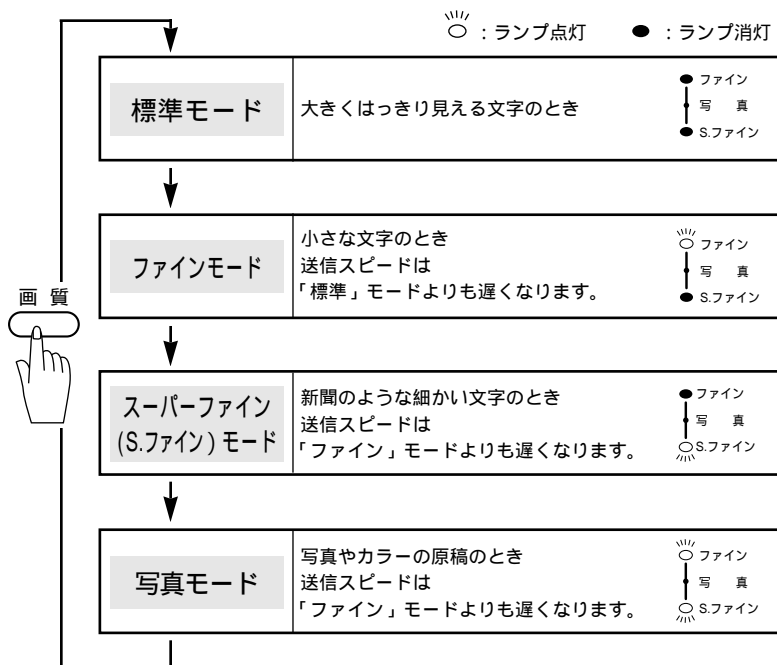 ：ランプ点灯 ：ランプ消灯
標準モード
大きくはっきり見える文字のとき
ファイン
写 真
S.ファイン
ファインモード
小さな文字のとき
送信スピードは
「標準」モードよりも遅くなります。
ファイン
写 真
S.ファイン
画 質
スーパーファイン
(S.ファイン) モード
新聞のような細かい文字のとき
送信スピードは
「ファイン」モードよりも遅くなります。
ファイン
写 真
S.ファイン
写真モード
写真やカラーの原稿のとき
送信スピードは
「ファイン」モードよりも遅くなります。
ファイン
写 真
S.ファイン